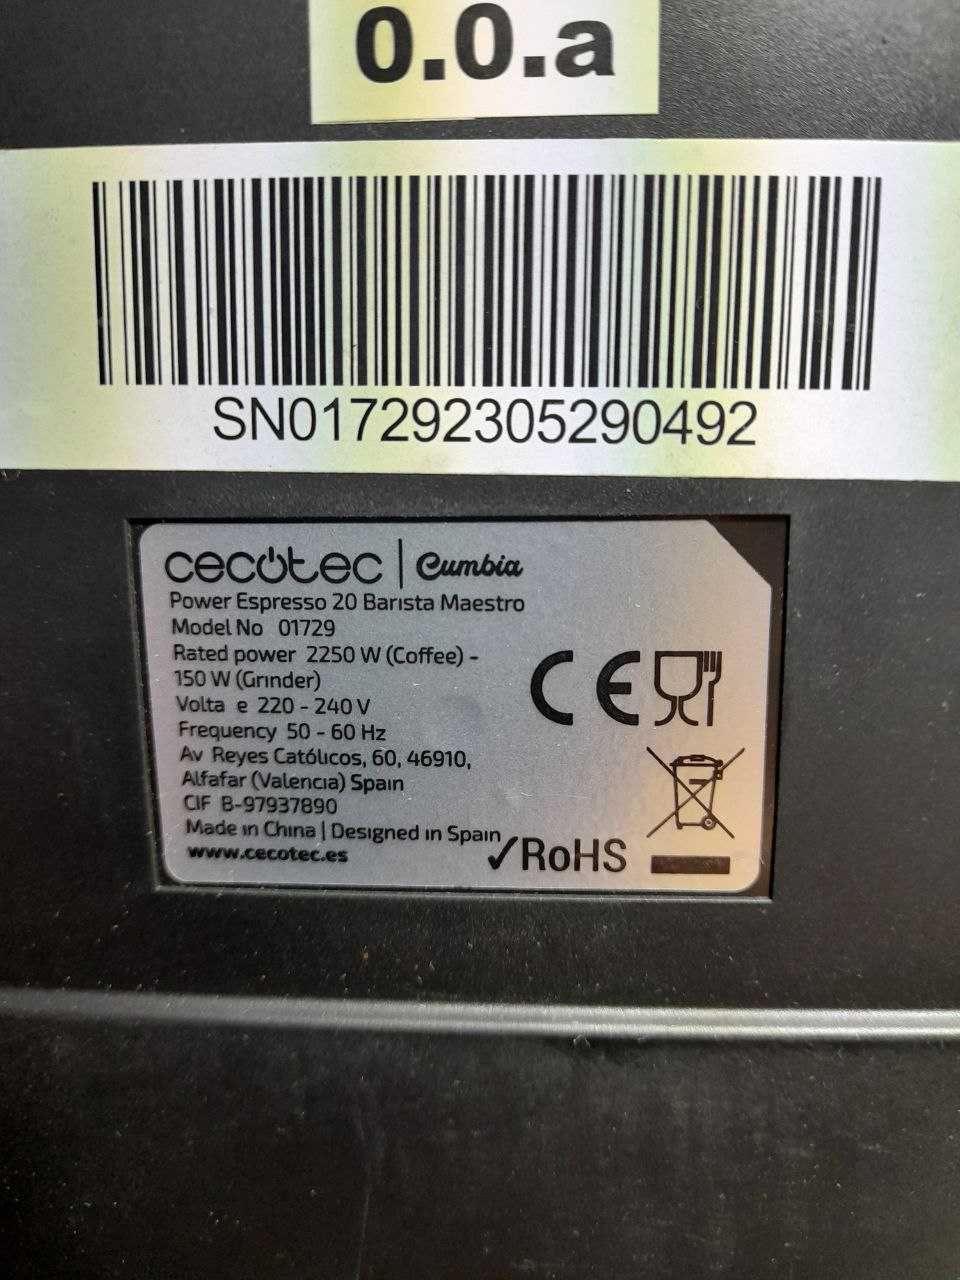 0.0.a
SN017292305290492
cecotec | Cumbia
Power Espresso 20 Barista Maestro
Model No 01729
Rated power 2250 W (Coffee) -
150 W (Grinder)
Volta e 220 - 240 V
Frequency 50 - 60 Hz
Av Reyes Católicos, 60, 46910,
Alfafar (Valencia) Spain
CIF B-97937890
Made in China | Designed in Spain
www.cecotec.es
CE
✓RoHS